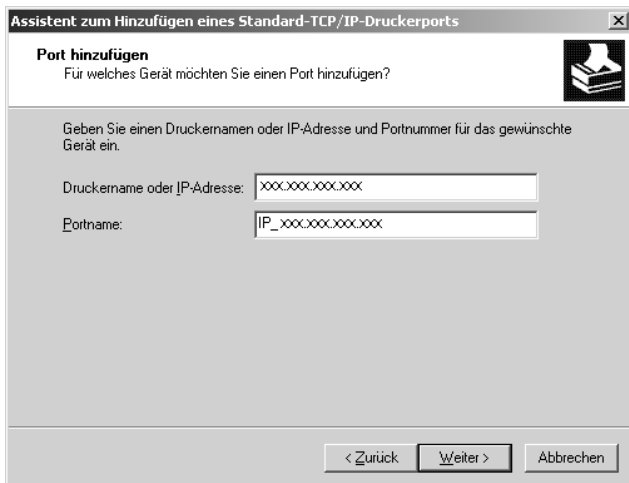 Assistent zum Hinzufügen eines Standard-TCP/IP-Druckerports
Port hinzufügen
Für welches Gerät möchten Sie einen Port hinzufügen?
Geben Sie einen Druckernamen oder IP-Adresse und Portnummer für das gewünschte
Gerät ein.
Druckername oder IP-Adresse: xxx.xxx.xxx.xxx
Portname: IP_xxx.xxx.xxx.xxx
< Zurück Weiter > Abbrechen